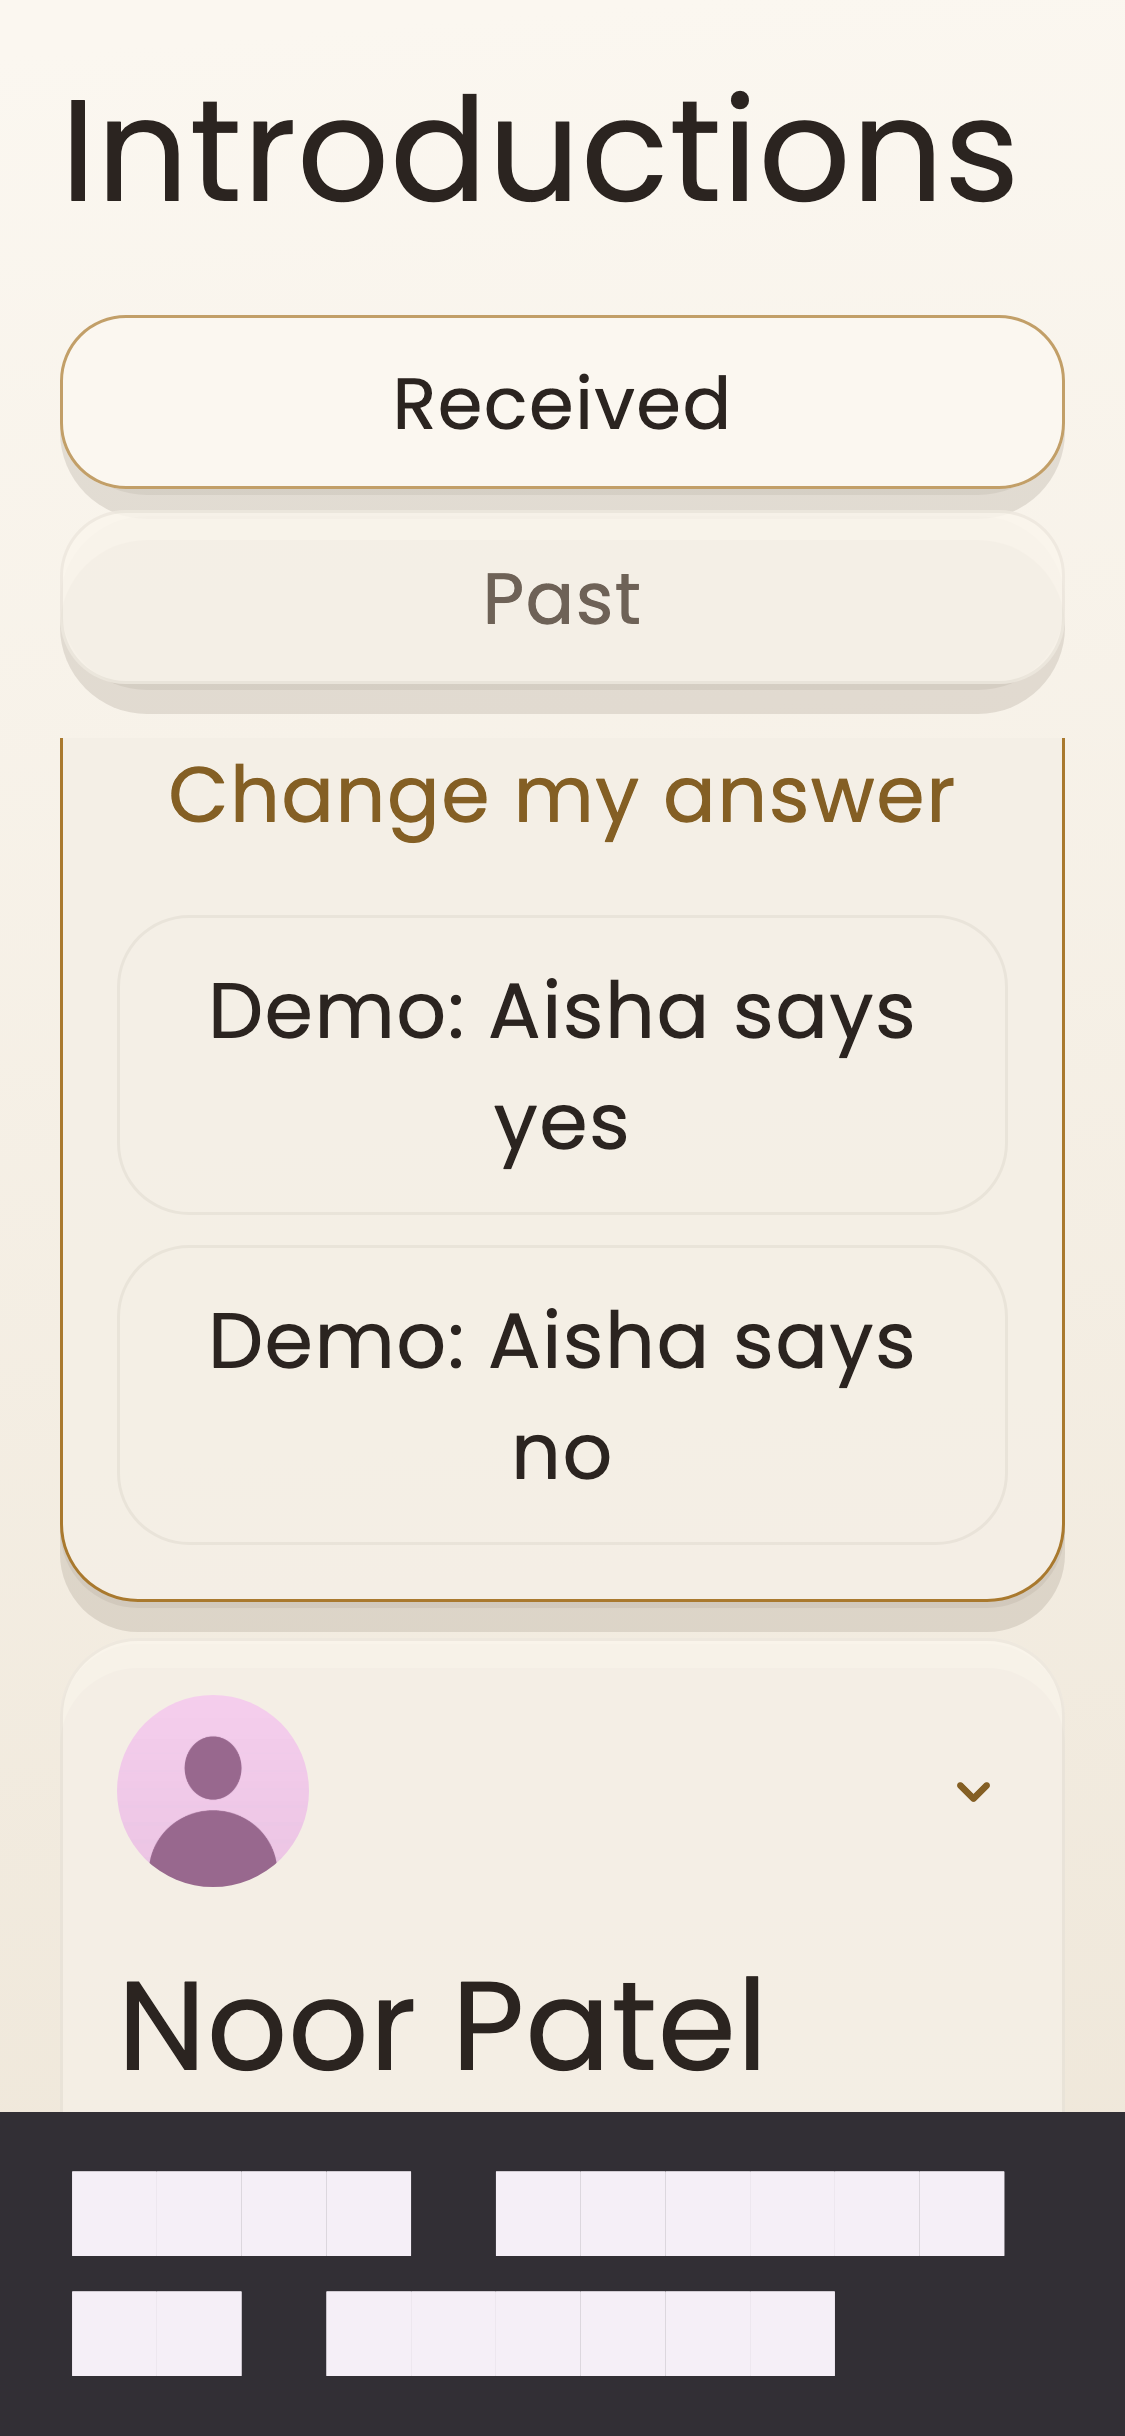 Introductions
Received
Past
Change my answer
Demo: Aisha says
yes
Demo: Aisha says
no
Noor Patel